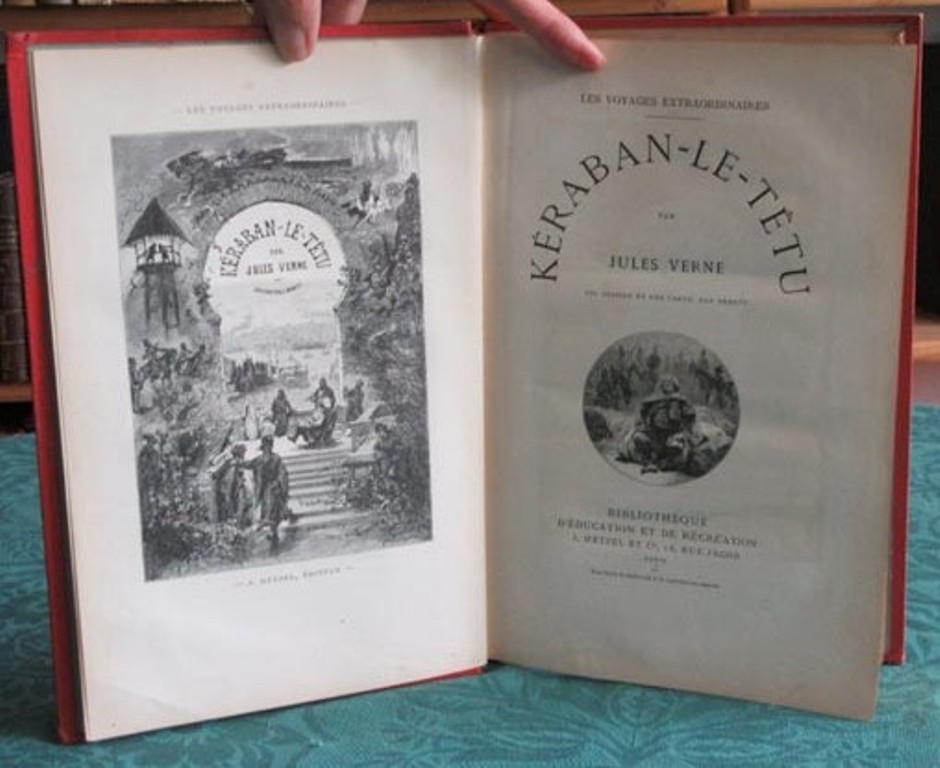 LES VOYAGES EXTRAORDINAIRES
KÉRABAN-LE-TÊTU
PAR
JULES VERNE
J. HETZEL, ÉDITEUR
LES VOYAGES EXTRAORDINAIRES
KÉRABAN-LE-TÊTU
PAR
JULES VERNE
BIBLIOTHÈQUE
D'ÉDUCATION ET DE RÉCRÉATION
J. HETZEL ET Cie, 18, RUE JACOB
PARIS